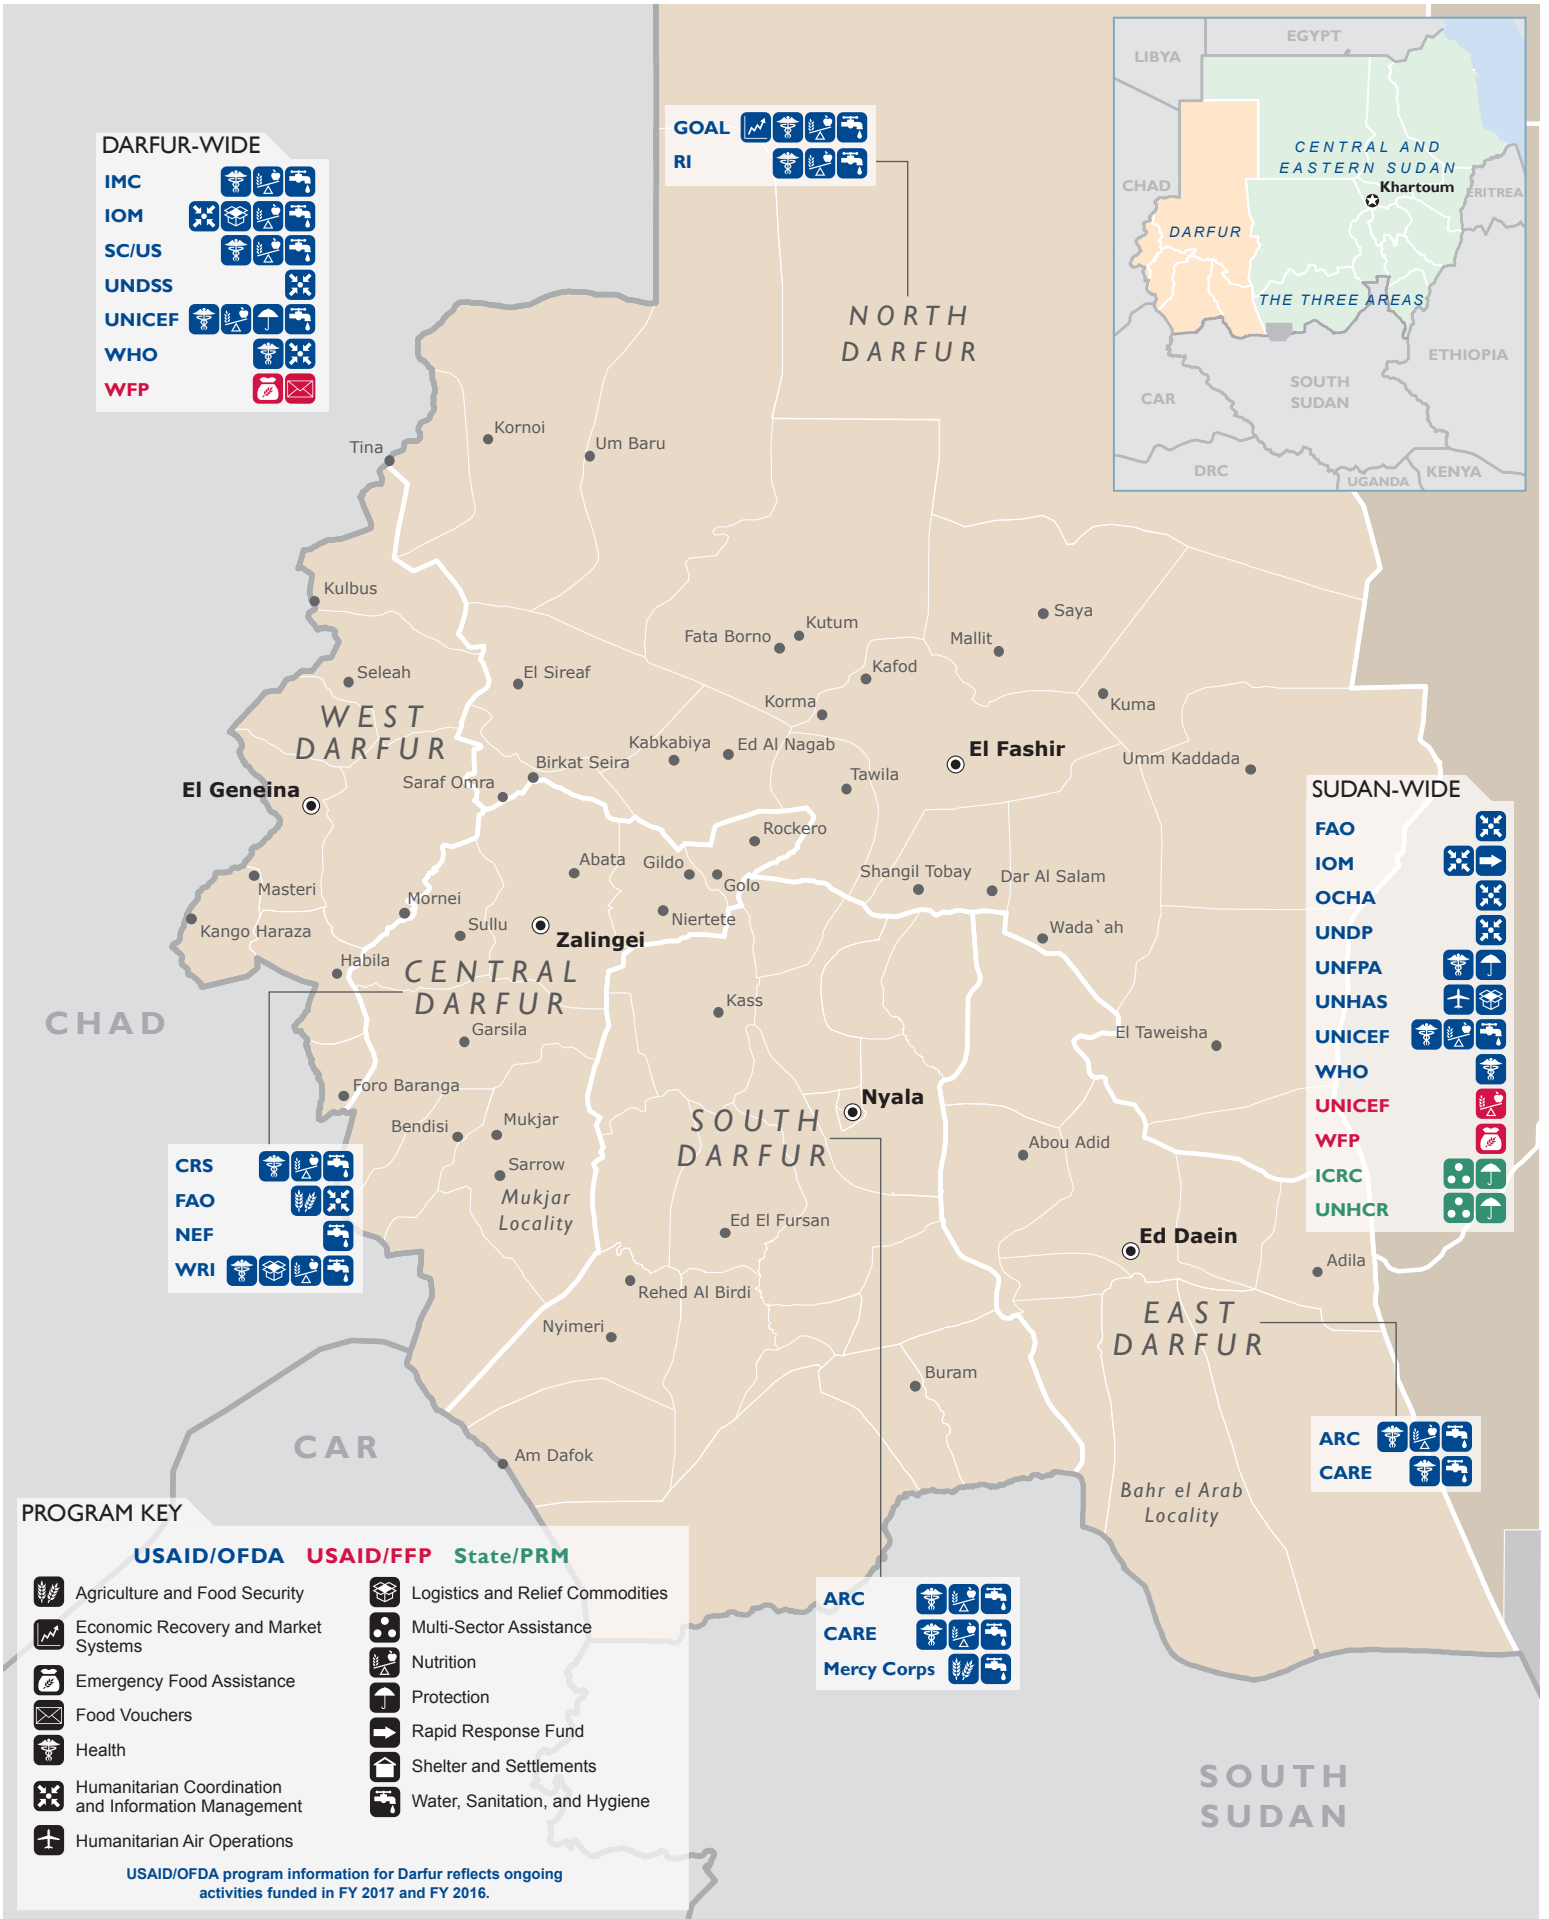 DARFUR-WIDE
IMC
IOM
SC/US
UNDSS
UNICEF
WHO
WFP
GOAL
RI
LIBYA
EGYPT
CHAD
CENTRAL AND
EASTERN SUDAN
Khartoum
ERITREA
DARFUR
THE THREE AREAS
ETHIOPIA
CAR
SOUTH
SUDAN
DRC
UGANDA
KENYA
NORTH
DARFUR
Kornoi
Um Baru
Tina
Kulbus
Seleah
El Sireaf
Fata Borno
Kutum
Saya
Mallit
Kafod
Korma
Kuma
WEST
DARFUR
Kabkabiya
Ed Al Nagab
El Fashir
Umm Kaddada
Birkat Seira
Saraf Omra
Tawila
El Geneina
Rockero
Abata
Gildo
Golo
Shangil Tobay
Dar Al Salam
Masteri
Mornei
Sullu
Niertete
Kango Haraza
Zalingei
Wada`ah
Habila
CENTRAL
DARFUR
Kass
CHAD
Garsila
El Taweisha
Foro Baranga
Nyala
Bendisi
Mukjar
SOUTH
DARFUR
Abou Adid
Sarrow
Mukjar
Locality
Ed El Fursan
Ed Daein
Adila
Rehed Al Birdi
Nyimeri
EAST
DARFUR
Buram
CAR
Am Dafok
Bahr el Arab
Locality
SUDAN-WIDE
FAO
IOM
OCHA
UNDP
UNFPA
UNHAS
UNICEF
WHO
UNICEF
WFP
ICRC
UNHCR
CRS
FAO
NEF
WRI
ARC
CARE
ARC
CARE
Mercy Corps
SOUTH
SUDAN
PROGRAM KEY
USAID/OFDA USAID/FFP State/PRM
Agriculture and Food Security
Economic Recovery and Market
Systems
Emergency Food Assistance
Food Vouchers
Health
Humanitarian Coordination
and Information Management
Humanitarian Air Operations
Logistics and Relief Commodities
Multi-Sector Assistance
Nutrition
Protection
Rapid Response Fund
Shelter and Settlements
Water, Sanitation, and Hygiene
USAID/OFDA program information for Darfur reflects ongoing
activities funded in FY 2017 and FY 2016.